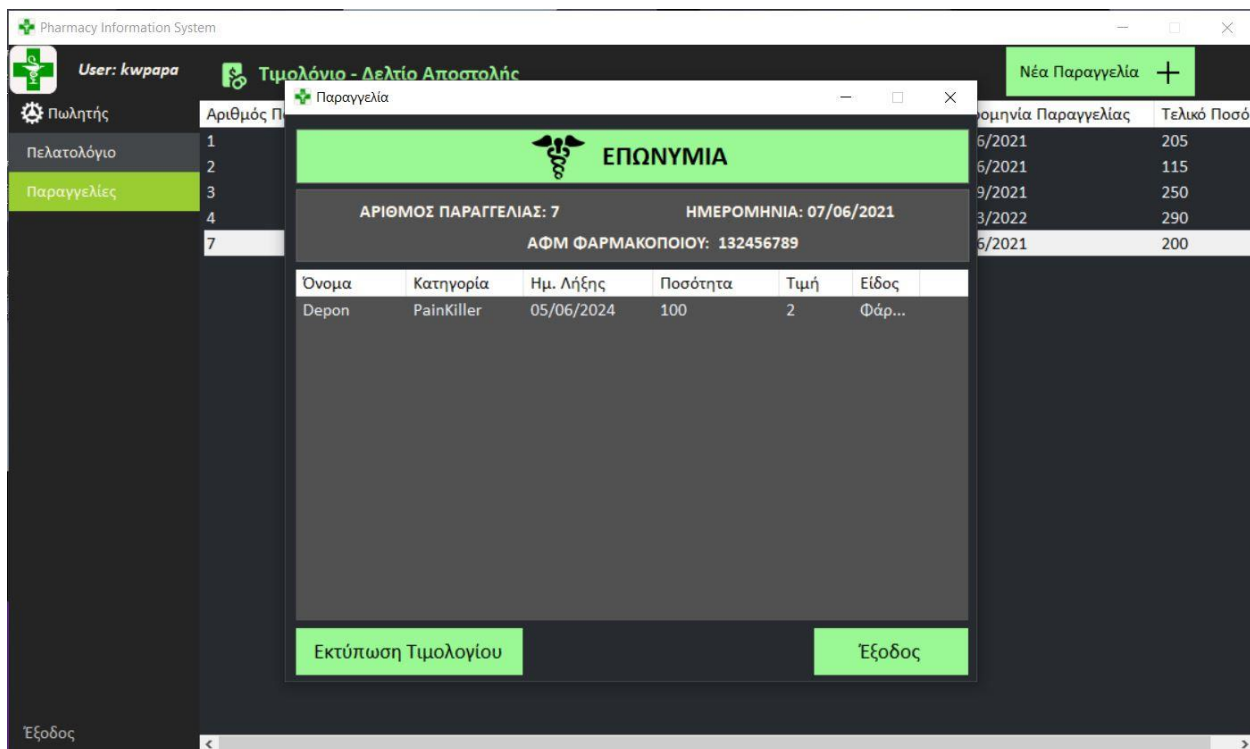 Pharmacy Information System
User: kwpapa
Τιμολόγιο - Δελτίο Αποστολής
Νέα Παραγγελία
Πωλητής
Πελατολόγιο
Παραγγελίες
Έξοδος
Αριθμός Π
ομηνία Παραγγελίας Τελικό Ποσό
1 6/2021 205
2 6/2021 115
3 9/2021 250
4 3/2022 290
7 6/2021 200
Παραγγελία
ΕΠΩΝΥΜΙΑ
ΑΡΙΘΜΟΣ ΠΑΡΑΓΓΕΛΙΑΣ: 7 ΗΜΕΡΟΜΗΝΙΑ: 07/06/2021
ΑΦΜ ΦΑΡΜΑΚΟΠΟΙΟΥ: 132456789
Όνομα Κατηγορία Ημ. Λήξης Ποσότητα Τιμή Είδος
Depon PainKiller 05/06/2024 100 2 Φάρ...
Εκτύπωση Τιμολογίου Έξοδος